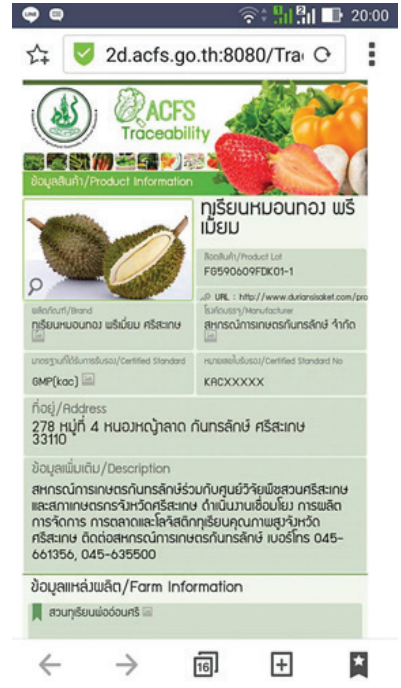 20:00
2d.acfs.go.th:8080/Tra
ACFS
Traceability
ข้อมูลสินค้า/Product Information
ทุเรียนหมอนทอง พรี
เมี่ยม
ล็อตสินค้า/Product Lot
FG590609FDK01-1
URL : http://www.duriansisaket.com/pro
ผลิตภัณฑ์/Brand
ทุเรียนหมอนทอง พรีเมี่ยม ศรีสะเกษ
โรงคัดบรรจุ/Manufacturer
สหกรณ์การเกษตรกันทรลักษ์ จำกัด
มาตรฐานที่ได้รับการรับรอง/Certified Standard
GMP(กอง)
หมายเลขใบรับรอง/Certified Standard No
KACXXXXX
ที่อยู่/Address
278 หมู่ที่ 4 หนองหญ้าลาด กันทรลักษ์ ศรีสะเกษ
33110
ข้อมูลเพิ่มเติม/Description
สหกรณ์การเกษตรกันทรลักษ์ร่วมกับศูนย์วิจัยพืชสวนศรีสะเกษ
และสภาเกษตรกรจังหวัดศรีสะเกษ ดำเนินงานเชื่อมโยง การผลิต
การจัดการ การตลาดและโลจิสติกทุเรียนคุณภาพสูงจังหวัด
ศรีสะเกษ ติดต่อสหกรณ์การเกษตรกันทรลักษ์ เบอร์โทร 045-
661356, 045-635500
ข้อมูลแหล่งผลิต/Farm Information
สวนทุเรียนพ่ออ่อนศรี
16